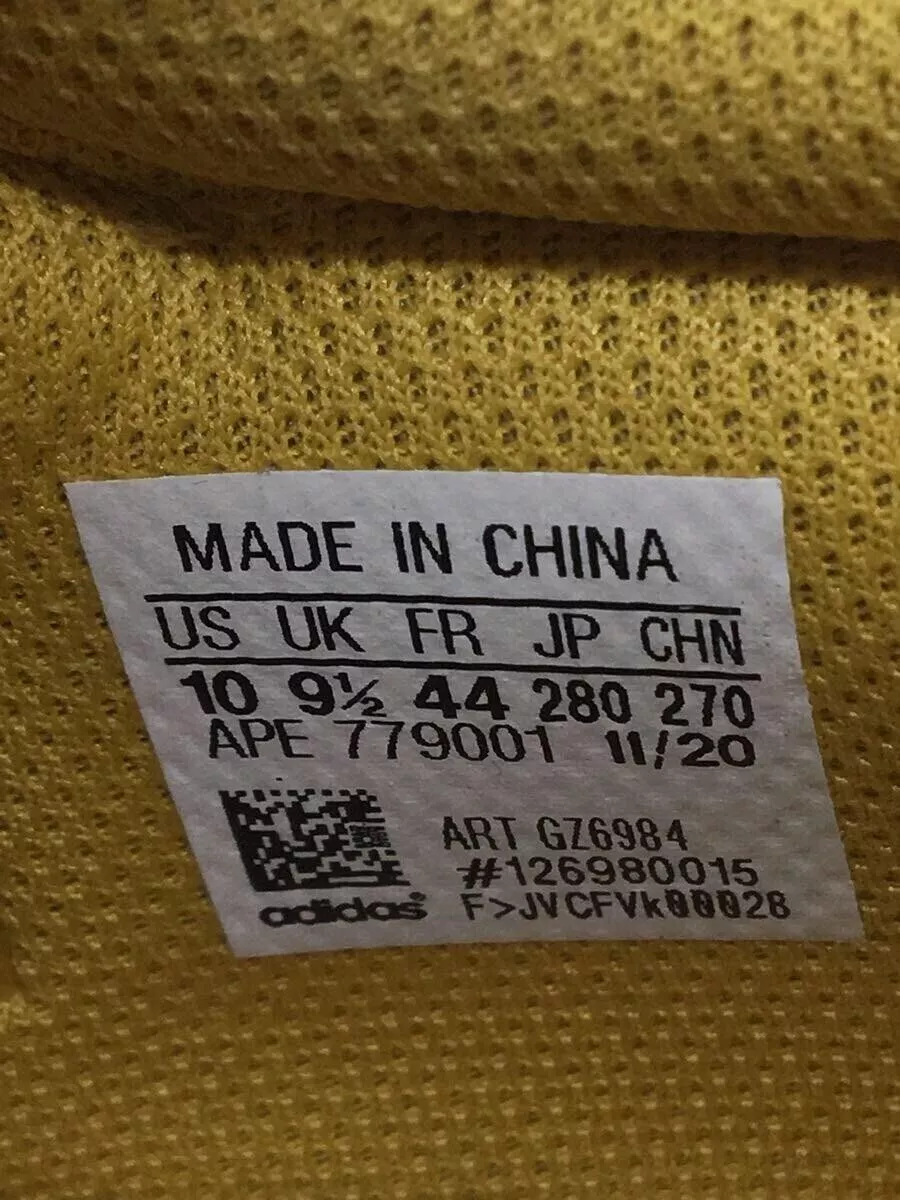 MADE IN CHINA
US UK FR JP CHN
10 9½ 44 280 270
APE 779001 11/20
ART GZ6984
#126980015
adidas® F>JVCFVk00028